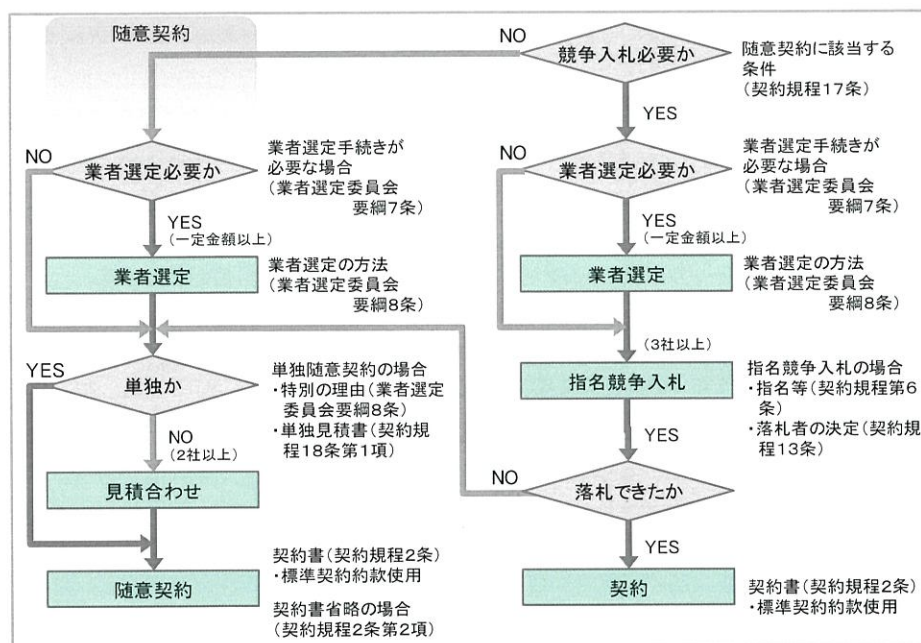 随意契約
NO
競争入札必要か
随意契約に該当する
条件
(契約規程17条)
YES
NO
業者選定必要か
業者選定手続きが
必要な場合
(業者選定委員会
要綱7条)
YES
(一定金額以上)
業者選定
業者選定の方法
(業者選定委員会
要綱8条)
NO
業者選定必要か
業者選定手続きが
必要な場合
(業者選定委員会
要綱7条)
YES
(一定金額以上)
業者選定
業者選定の方法
(業者選定委員会
要綱8条)
YES
単独か
単独随意契約の場合
・特別の理由(業者選定
委員会要綱8条)
・単独見積書(契約規
程18条第1項)
NO
(2社以上)
見積合わせ
随意契約
契約書(契約規程2条)
・標準契約約款使用
契約書省略の場合
(契約規程2条第2項)
(3社以上)
指名競争入札
指名競争入札の場合
・指名等(契約規程第6
条)
・落札者の決定(契約規
程13条)
YES
NO
落札できたか
YES
契約
契約書(契約規程2条)
・標準契約約款使用